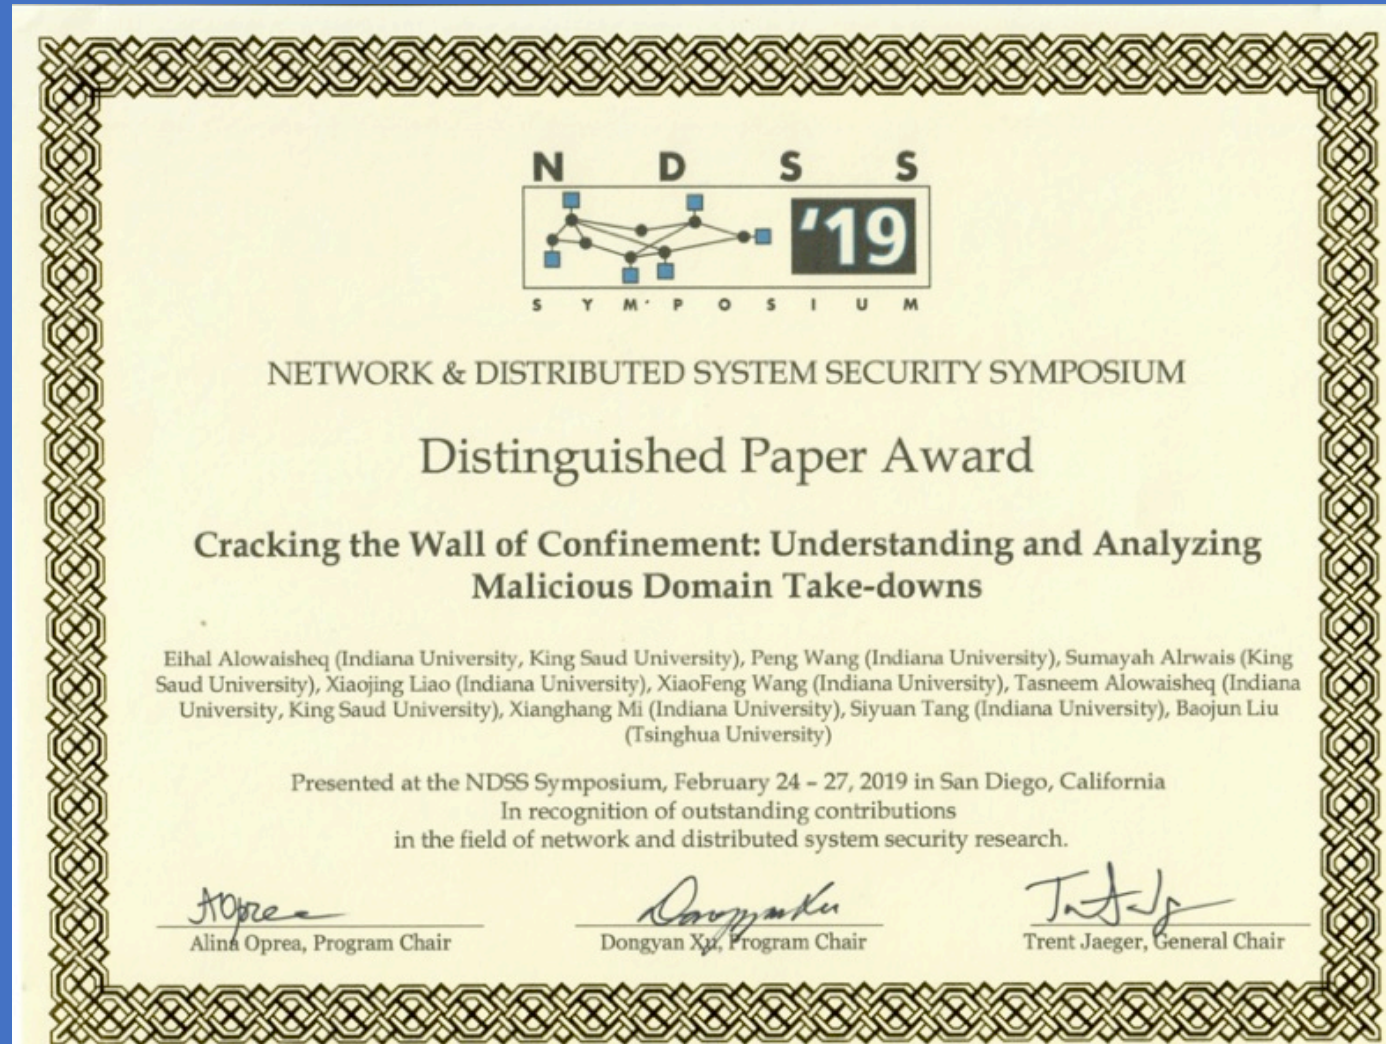 N D S S
'19
SYMPOSIUM
NETWORK & DISTRIBUTED SYSTEM SECURITY SYMPOSIUM
Distinguished Paper Award
Cracking the Wall of Confinement: Understanding and Analyzing
Malicious Domain Take-downs
Eihal Alowaisheq (Indiana University, King Saud University), Peng Wang (Indiana University), Sumayah Alrwais (King
Saud University), Xiaojing Liao (Indiana University), XiaoFeng Wang (Indiana University), Tasneem Alowaisheq (Indiana
University, King Saud University), Xianghang Mi (Indiana University), Siyuan Tang (Indiana University), Baojun Liu
(Tsinghua University)
Presented at the NDSS Symposium, February 24 – 27, 2019 in San Diego, California
In recognition of outstanding contributions
in the field of network and distributed system security research.
AOprea
Alina Oprea, Program Chair
Dongyan Xu, Program Chair
Trent Jaeger, General Chair